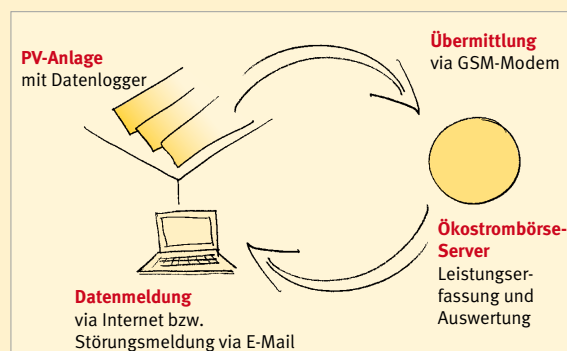 PV-Anlage
mit Datenlogger
Übermittlung
via GSM-Modem
Ökostrombörse-
Server
Leistungser-
fassung und
Auswertung
Datenmeldung
via Internet bzw.
Störungsmeldung via E-Mail